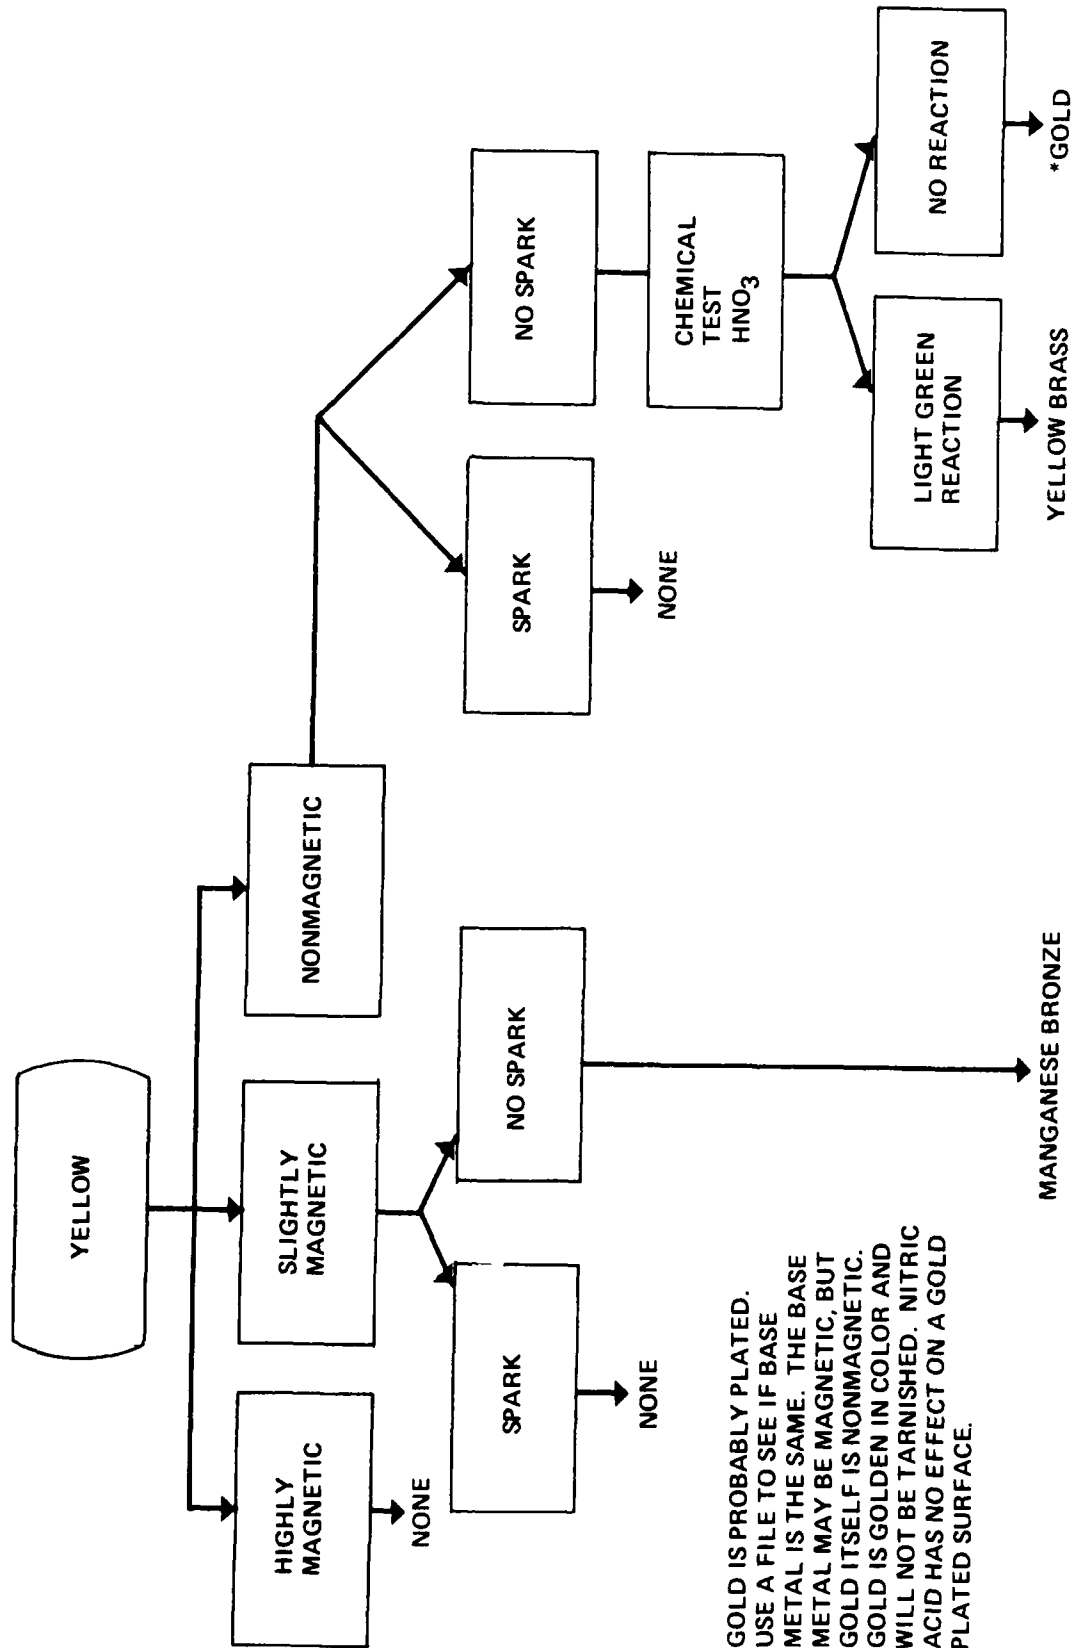 YELLOW
HIGHLY
MAGNETIC
SLIGHTLY
MAGNETIC
NONMAGNETIC
NONE
SPARK
NO SPARK
SPARK
NO SPARK
NONE
NONE
CHEMICAL
TEST
HNO3
LIGHT GREEN
REACTION
NO REACTION
MANGANESE BRONZE
YELLOW BRASS
*GOLD
GOLD IS PROBABLY PLATED.
USE A FILE TO SEE IF BASE
METAL IS THE SAME. THE BASE
METAL MAY BE MAGNETIC, BUT
GOLD ITSELF IS NONMAGNETIC.
GOLD IS GOLDEN IN COLOR AND
WILL NOT BE TARNISHED. NITRIC
ACID HAS NO EFFECT ON A GOLD
PLATED SURFACE.